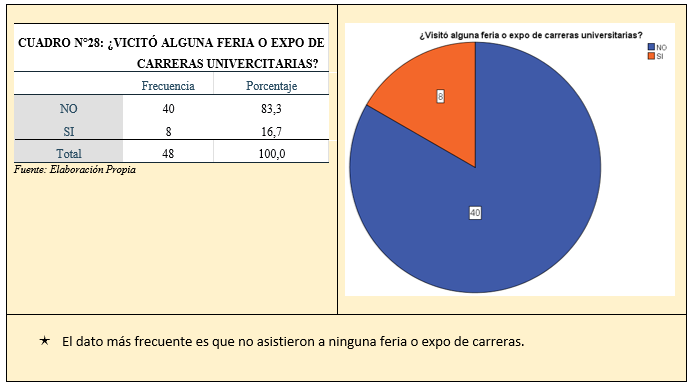 CUADRO N°28: ¿VICITÓ ALGUNA FERIA O EXPO DE
CARRERAS UNIVERCITARIAS?
Frecuencia Porcentaje
NO 40 83,3
SI 8 16,7
Total 48 100,0
Fuente: Elaboración Propia
¿Visitó alguna feria o expo de carreras universitarias?
NO
SI
8
40
★ El dato más frecuente es que no asistieron a ninguna feria o expo de carreras.